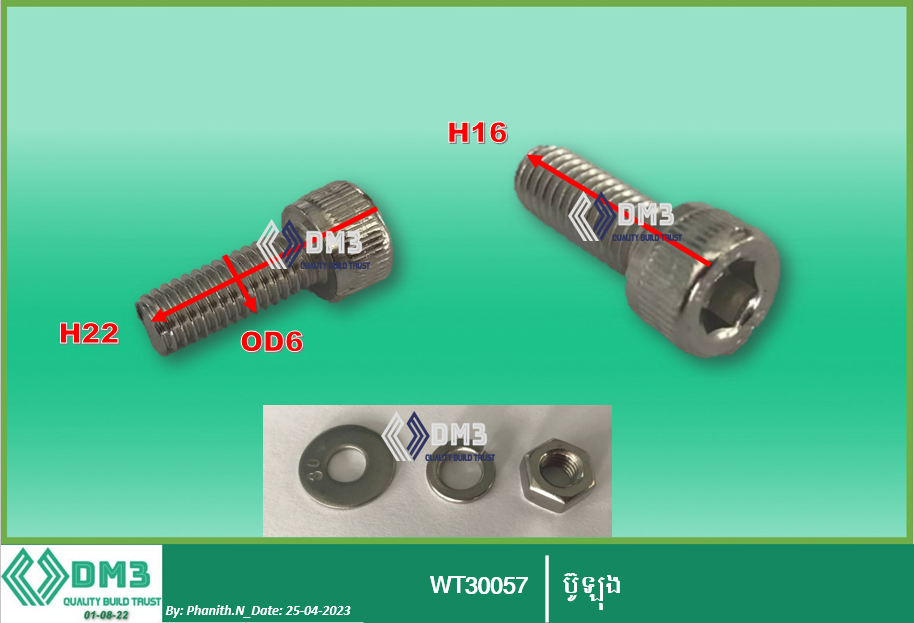 H16
DM3
QUALITY BUILD TRUST
DM3
QUALITY BUILD TRUST
H22
OD6
DM3
QUALITY BUILD TRUST
30
DM3
QUALITY BUILD TRUST
01-08-22
By: Phanith.N_Date: 25-04-2023
WT30057
ប៊ូឡុង